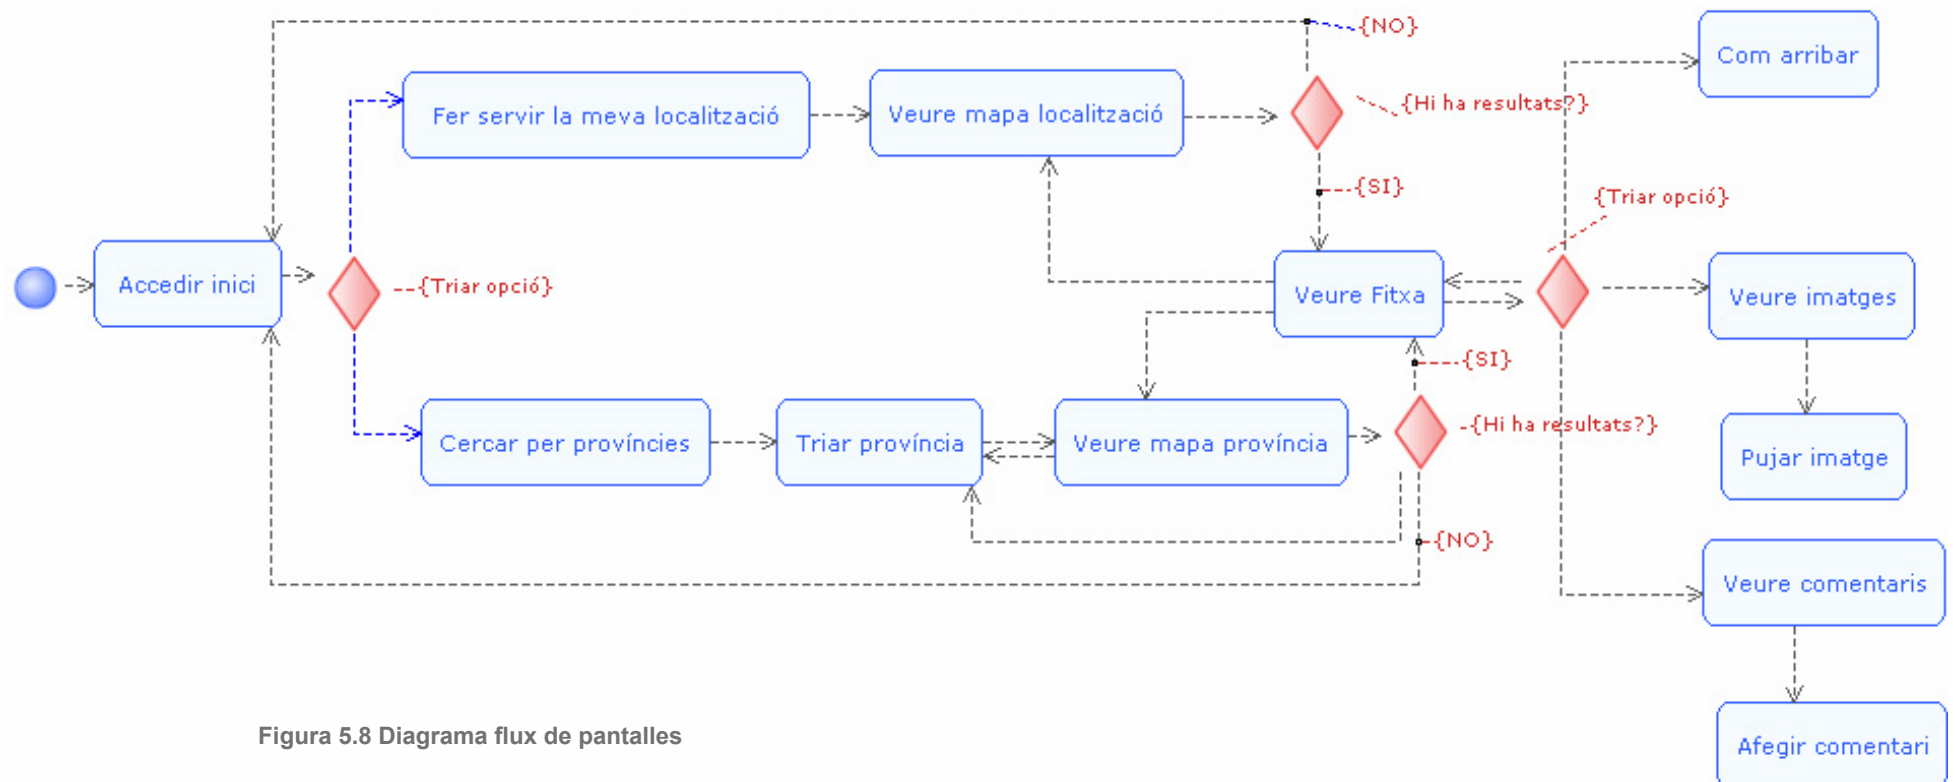 {NO}
Com arribar
Fer servir la meva localització
Veure mapa localització
{Hi ha resultats?}
{SI}
{Triar opció}
Accedir inici
{Triar opció}
Veure Fitxa
Veure imatges
{SI}
Cercar per províncies
Triar província
Veure mapa província
{Hi ha resultats?}
Pujar imatge
{NO}
Veure comentaris
Afegir comentari
Figura 5.8 Diagrama flux de pantalles